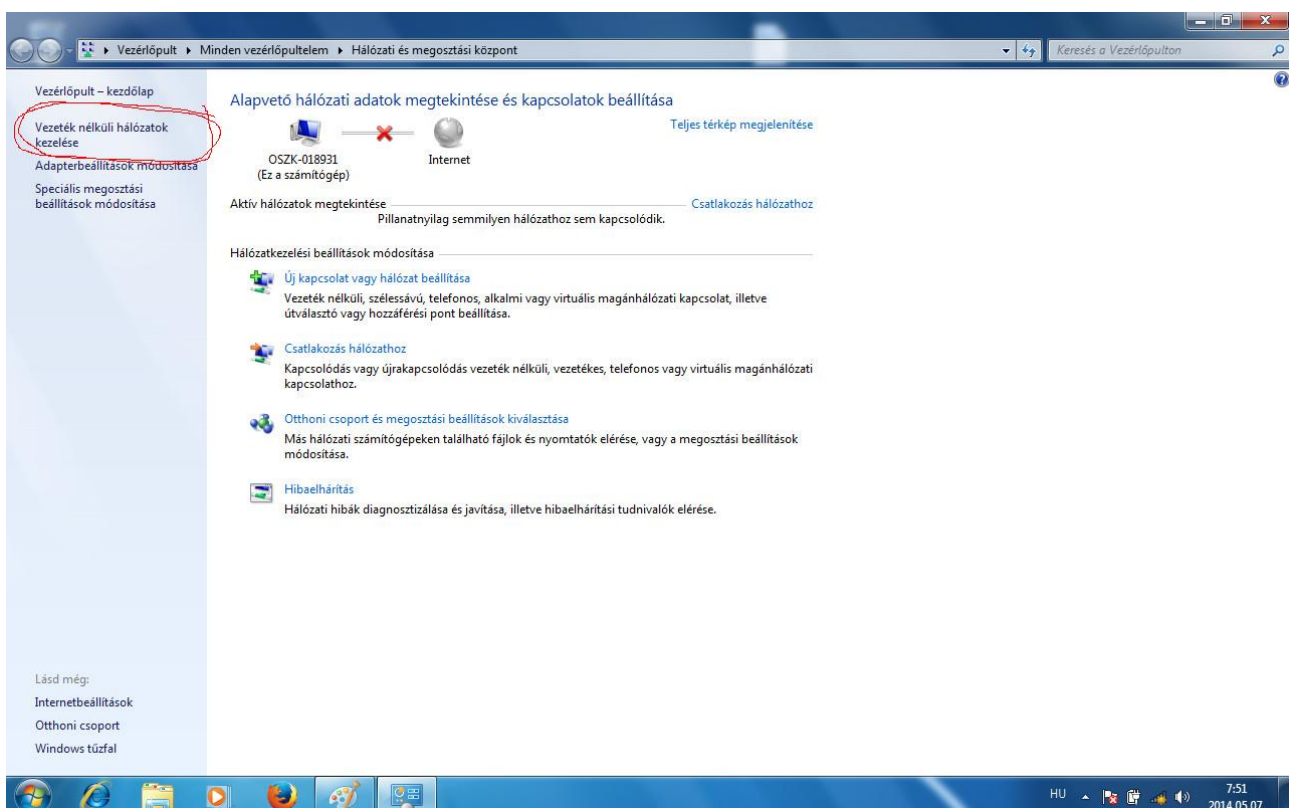 Vezérlőpult ▸ Minden vezérlőpultelem ▸ Hálózati és megosztási központ
Keresés a Vezérlőpulton
Vezérlőpult – kezdőlap
Vezeték nélküli hálózatok
kezelése
Adapterbeállítások módosítása
Speciális megosztási
beállítások módosítása
Alapvető hálózati adatok megtekintése és kapcsolatok beállítása
Teljes térkép megjelenítése
OSZK-018931
(Ez a számítógép)
Internet
Aktív hálózatok megtekintése
Csatlakozás hálózathoz
Pillanatnyilag semmilyen hálózathoz sem kapcsolódik.
Hálózatkezelési beállítások módosítása
Új kapcsolat vagy hálózat beállítása
Vezeték nélküli, szélessávú, telefonos, alkalmi vagy virtuális magánhálózati kapcsolat, illetve
útválasztó vagy hozzáférési pont beállítása.
Csatlakozás hálózathoz
Kapcsolódás vagy újrakapcsolódás vezeték nélküli, vezetékes, telefonos vagy virtuális magánhálózati
kapcsolathoz.
Otthoni csoport és megosztási beállítások kiválasztása
Más hálózati számítógépeken található fájlok és nyomtatók elérése, vagy a megosztási beállítások
módosítása.
Hibaelhárítás
Hálózati hibák diagnosztizálása és javítása, illetve hibaelhárítási tudnivalók elérése.
Lásd még:
Internetbeállítások
Otthoni csoport
Windows tűzfal
HU
7:51
2014.05.07